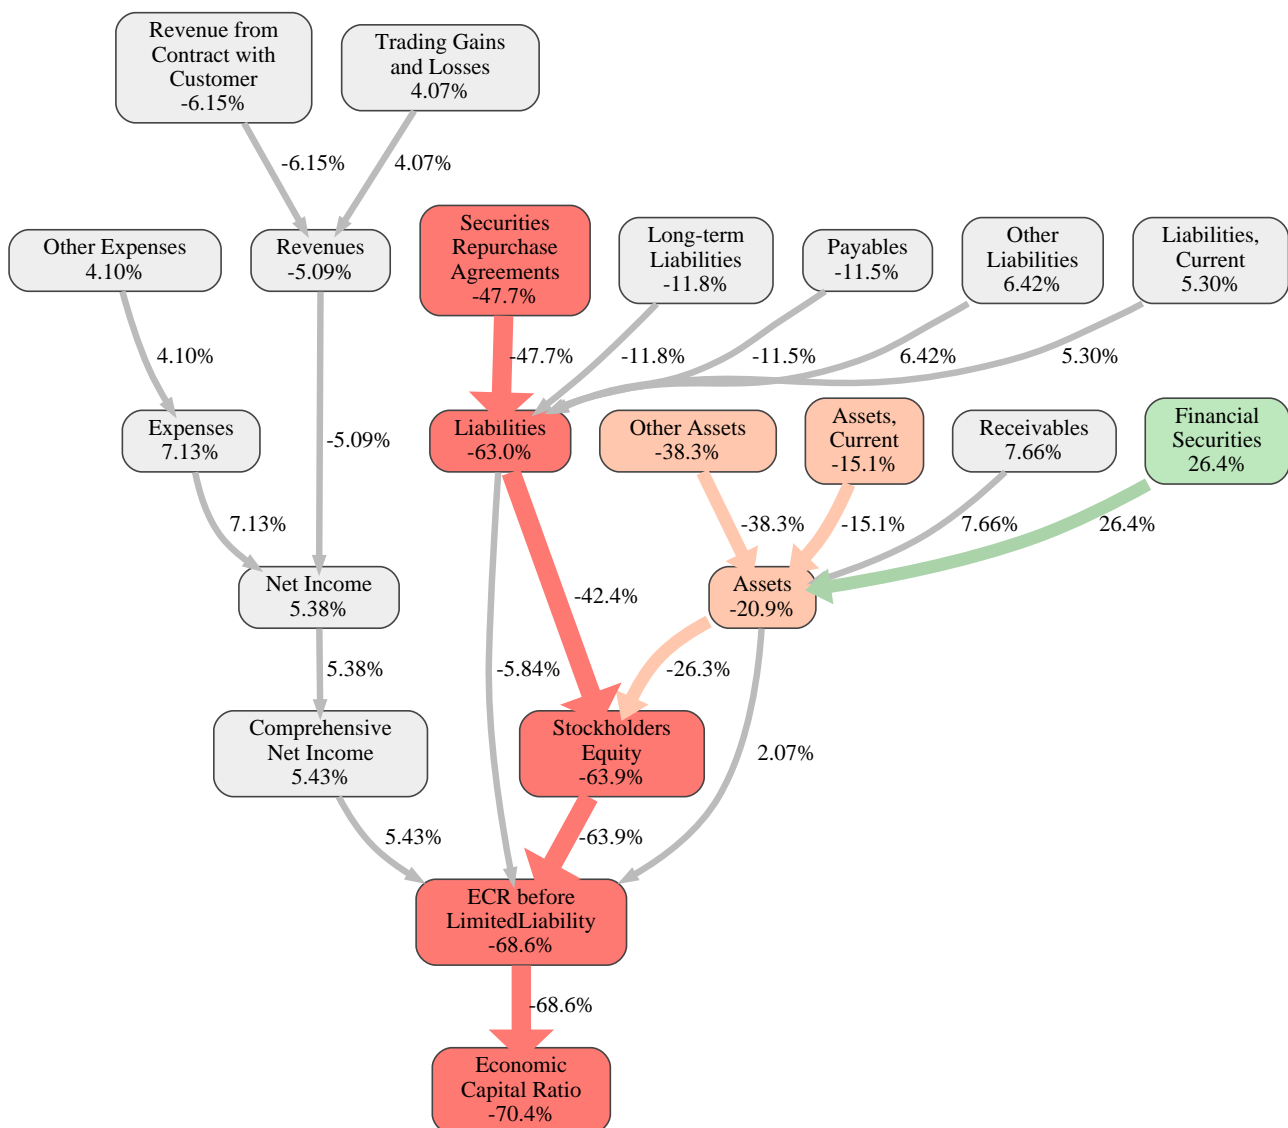 Revenue from
Contract with
Customer
-6.15%
Trading Gains
and Losses
4.07%
-6.15%
4.07%
Other Expenses
4.10%
Revenues
-5.09%
Securities
Repurchase
Agreements
-47.7%
Long-term
Liabilities
-11.8%
Payables
-11.5%
Other
Liabilities
6.42%
Liabilities,
Current
5.30%
4.10%
-5.09%
-47.7%
-11.8%
-11.5%
6.42%
5.30%
Expenses
7.13%
Liabilities
-63.0%
Other Assets
-38.3%
Assets,
Current
-15.1%
Receivables
7.66%
Financial
Securities
26.4%
7.13%
-38.3%
-15.1%
7.66%
26.4%
Net Income
5.38%
-42.4%
Assets
-20.9%
5.38%
-5.84%
-26.3%
2.07%
Comprehensive
Net Income
5.43%
Stockholders
Equity
-63.9%
5.43%
-63.9%
ECR before
LimitedLiability
-68.6%
-68.6%
Economic
Capital Ratio
-70.4%